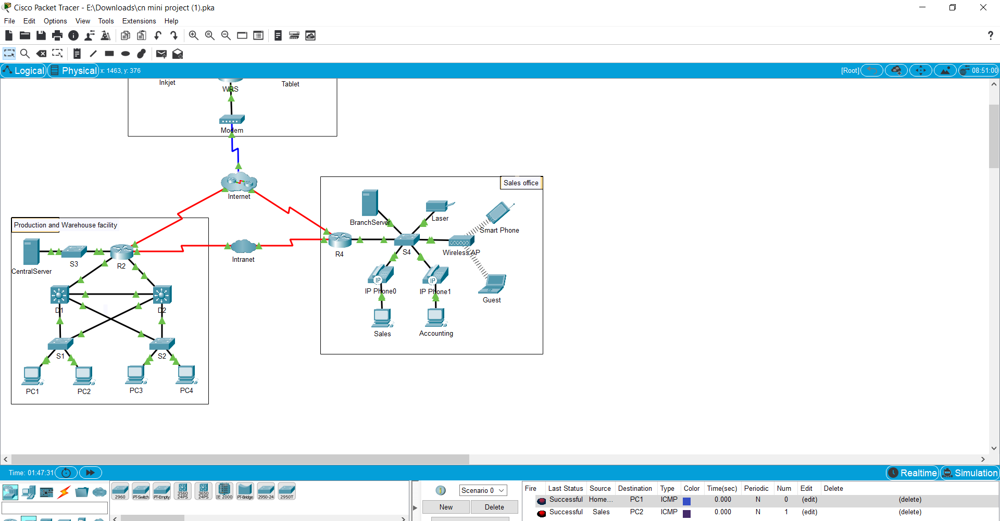 Cisco Packet Tracer - E:\Downloads\cn mini project (1).pka
File Edit Options View Tools Extensions Help
?
Logical Physical x: 1463, y: 376 [Root] 08:51:00
Inkjet
WRS
Tablet
Modem
Internet
Intranet
Production and Warehouse facility
CentralServer
S3
R2
D1
D2
S1
S2
PC1
PC2
PC3
PC4
Sales office
BranchServer
Laser
Smart Phone
R4
S4
Wireless AP
IP
IP Phone0
IP
IP Phone1
Guest
Sales
Accounting
Time: 01:47:31
Realtime Simulation
2960
PT-Switch
PT-Empty
3560
24PS
3650
24PS
IE 2000
PT-Bridge
2950-24
2950T
Scenario 0
New Delete
Fire Last Status Source Destination Type Color Time(sec) Periodic Num Edit Delete
Successful Home... PC1 ICMP 0.000 N 0 (edit) (delete)
Successful Sales PC2 ICMP 0.000 N 1 (edit) (delete)